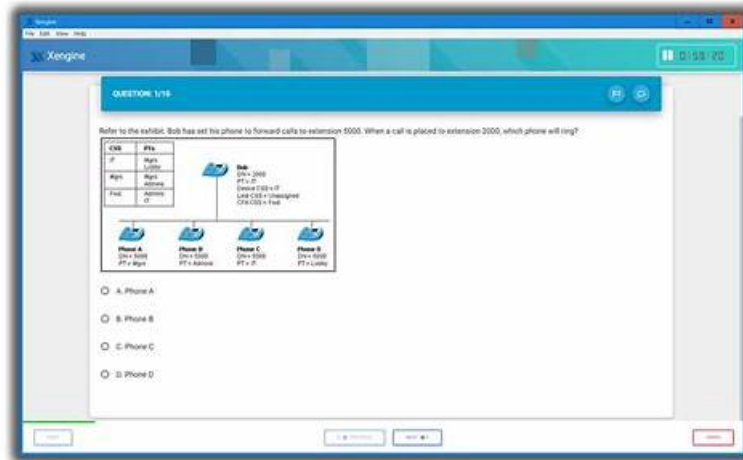 Xengine
File Edit View Help
Xengine
0:59:20
QUESTION: 1/15
Refer to the exhibit. Bob has set his phone to forward calls to extension 5000. When a call is placed to extension 2000, which phone will ring?
CSS PTs
IT Mgrs
Lobby
Mgrs Mgrs
Admins
Fwd Admins
IT
Bob
DN = 2000
PT = IT
Device CSS = IT
Line CSS = Unassigned
CFA CSS = Fwd
Phone A
DN = 5000
PT = Mgrs
Phone B
DN = 5000
PT = Admins
Phone C
DN = 5000
PT = IT
Phone D
DN = 5000
PT = Lobby
A. Phone A
B. Phone B
C. Phone C
D. Phone D